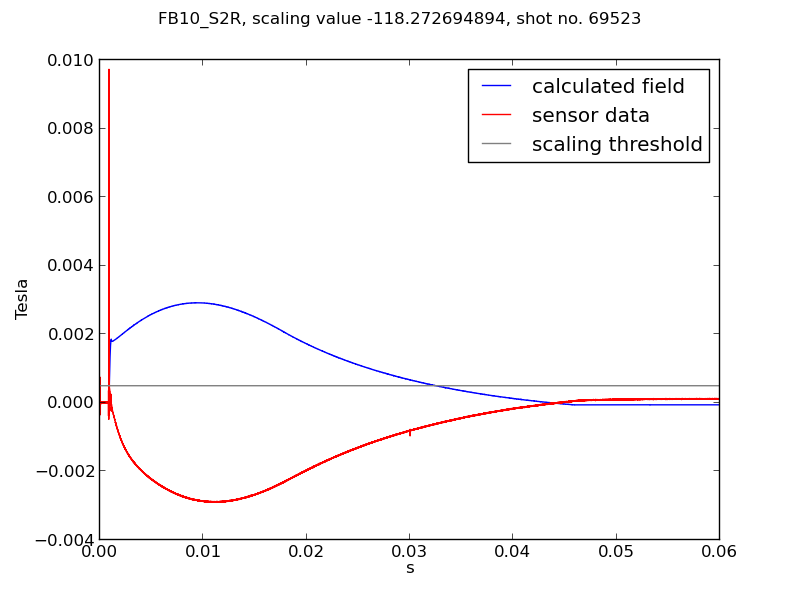 FB10_S2R, scaling value -118.272694894, shot no. 69523
calculated field
sensor data
scaling threshold
Tesla
0.010
0.008
0.006
0.004
0.002
0.000
−0.002
−0.004
0.00 0.01 0.02 0.03 0.04 0.05 0.06
s